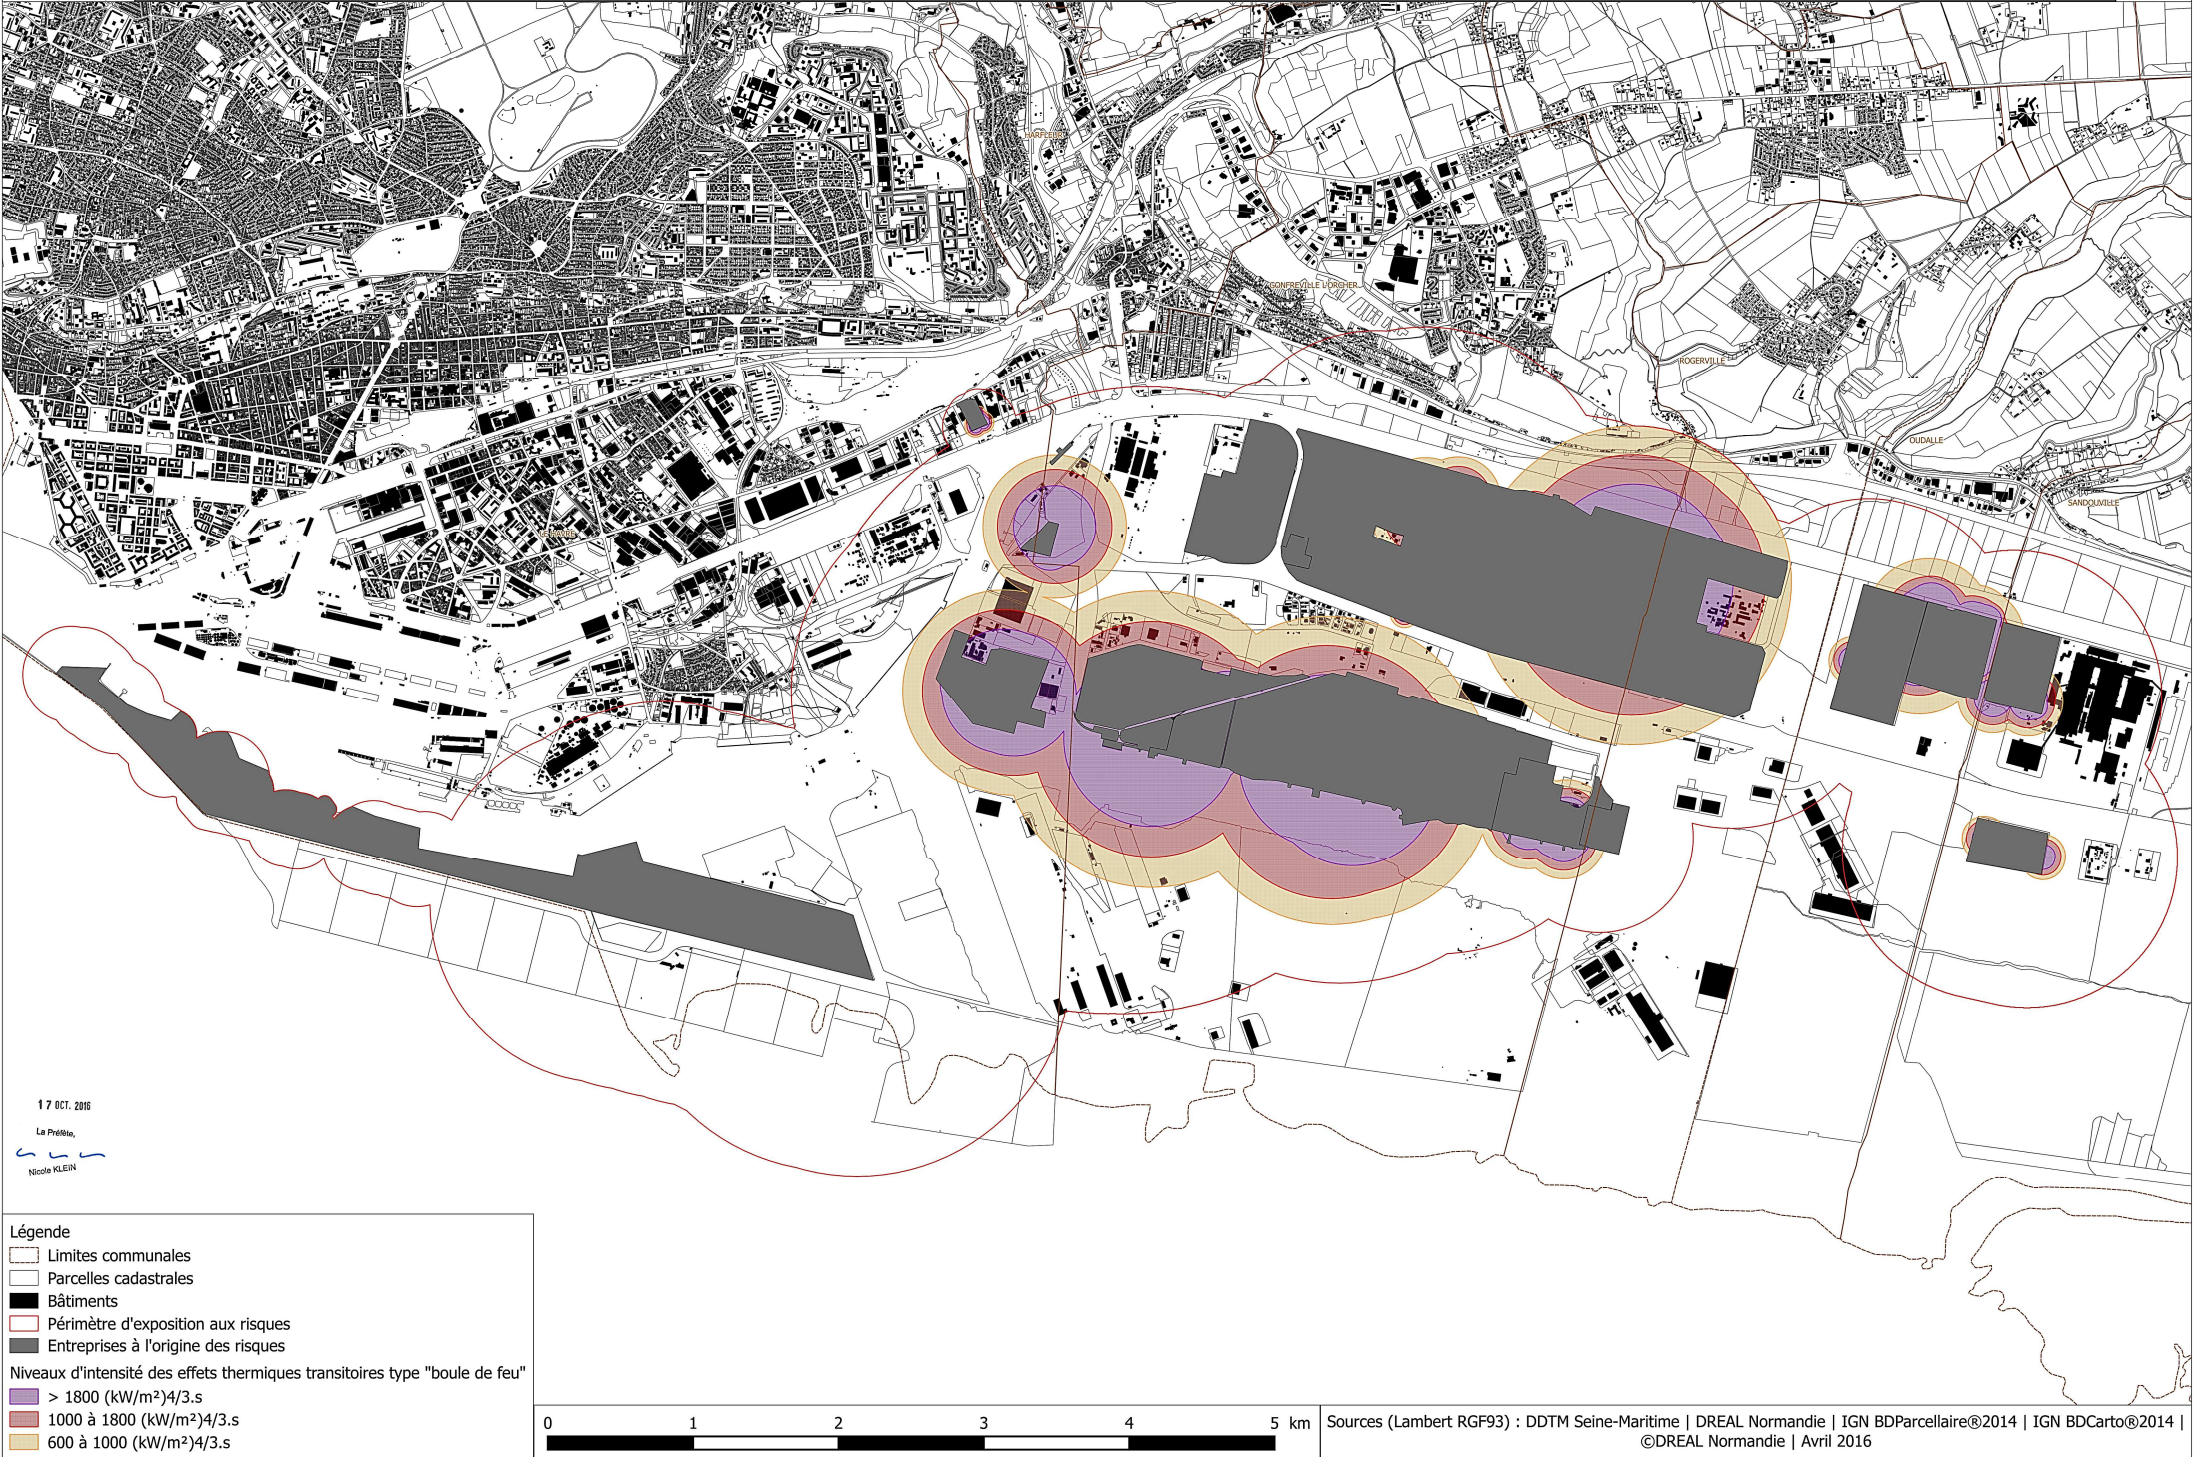 HARFLEUR
GONFREVILLE L'ORCHER
ROGERVILLE
OUDALLE
SANDOUVILLE
LE HAVRE
17 OCT. 2016
La Préfète,
Nicole KLEIN
Légende
Limites communales
Parcelles cadastrales
Bâtiments
Périmètre d'exposition aux risques
Entreprises à l'origine des risques
Niveaux d'intensité des effets thermiques transitoires type "boule de feu"
> 1800 (kW/m²)4/3.s
1000 à 1800 (kW/m²)4/3.s
600 à 1000 (kW/m²)4/3.s
0 1 2 3 4 5 km
Sources (Lambert RGF93) : DDTM Seine-Maritime | DREAL Normandie | IGN BDParcellaire®2014 | IGN BDCarto®2014 |
©DREAL Normandie | Avril 2016